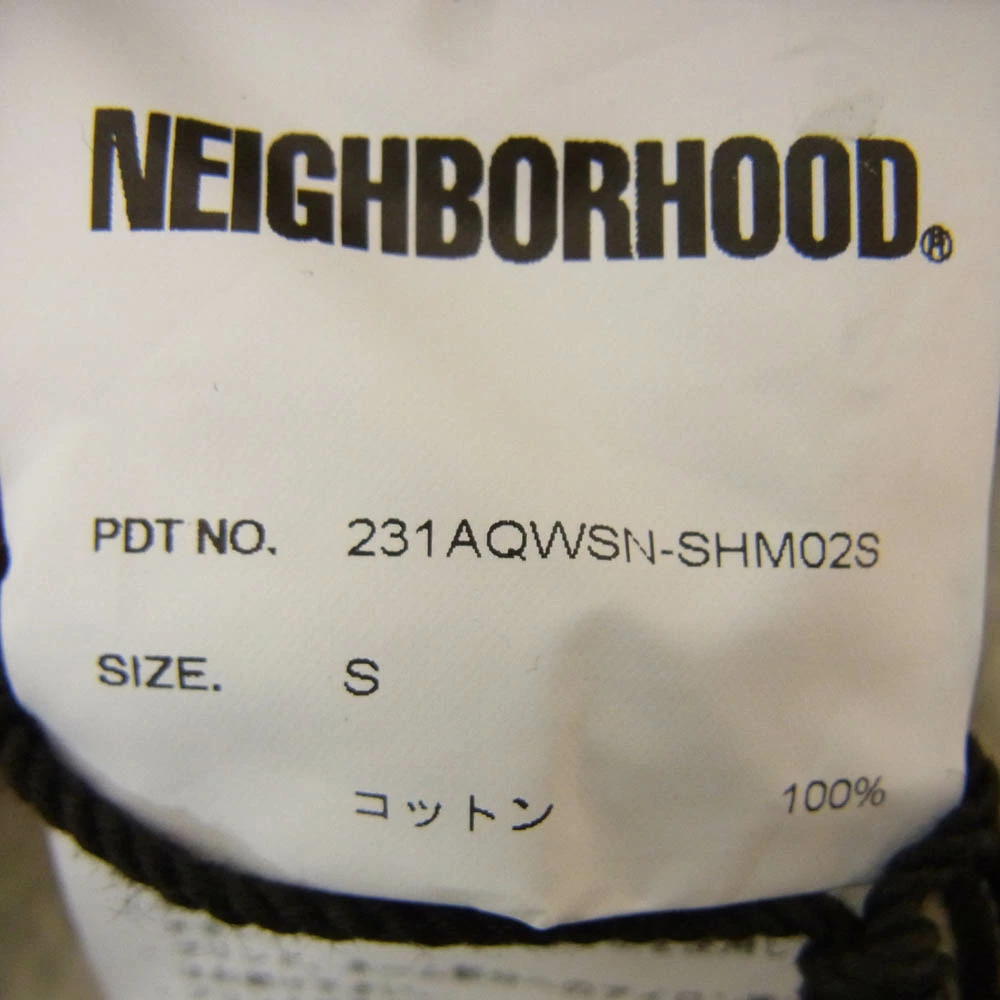 NEIGHBORHOOD®
PDT NO. 231AQWSN-SHM02S
SIZE. S
コットン 100%